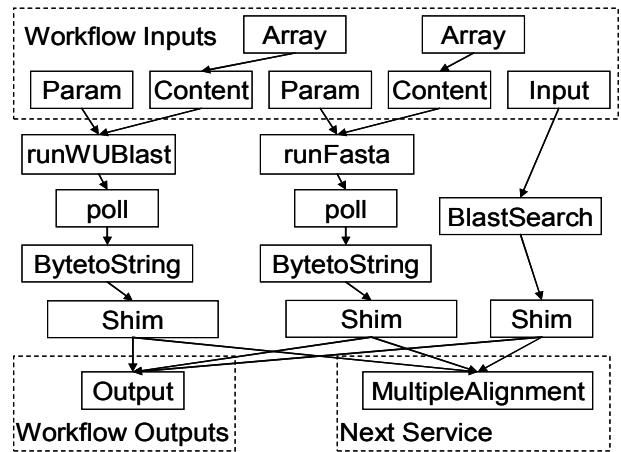 Workflow Inputs
Array
Array
Param
Content
Param
Content
Input
runWUBlast
runFasta
poll
poll
BlastSearch
BytetoString
BytetoString
Shim
Shim
Shim
Output
MultipleAlignment
Workflow Outputs
Next Service